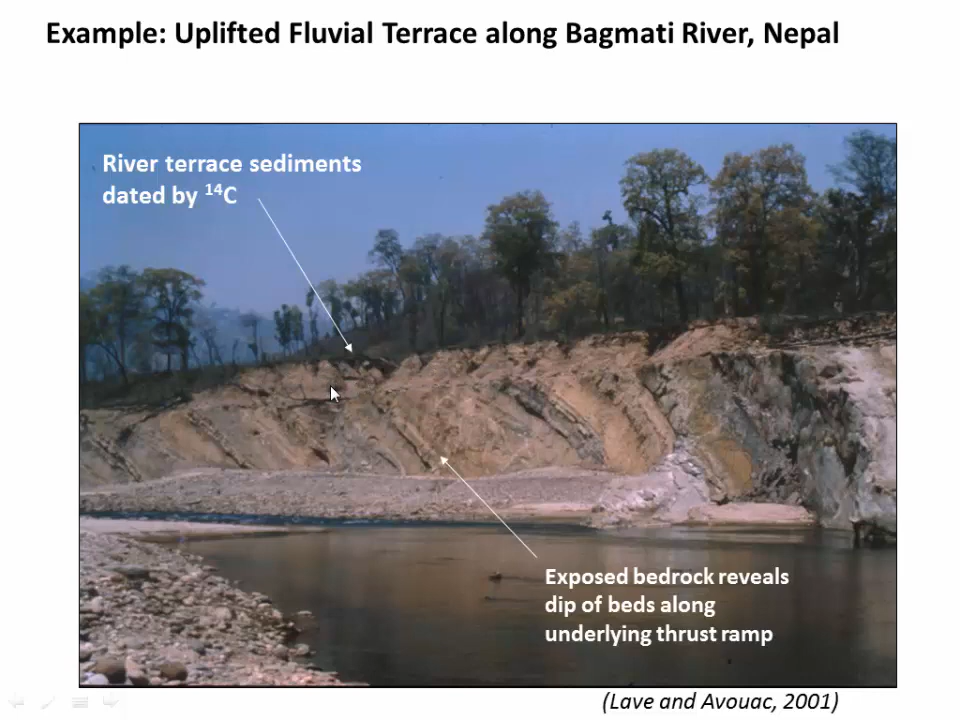 Example: Uplifted Fluvial Terrace along Bagmati River, Nepal
River terrace sediments
dated by ¹⁴C
Exposed bedrock reveals
dip of beds along
underlying thrust ramp
(Lave and Avouac, 2001)